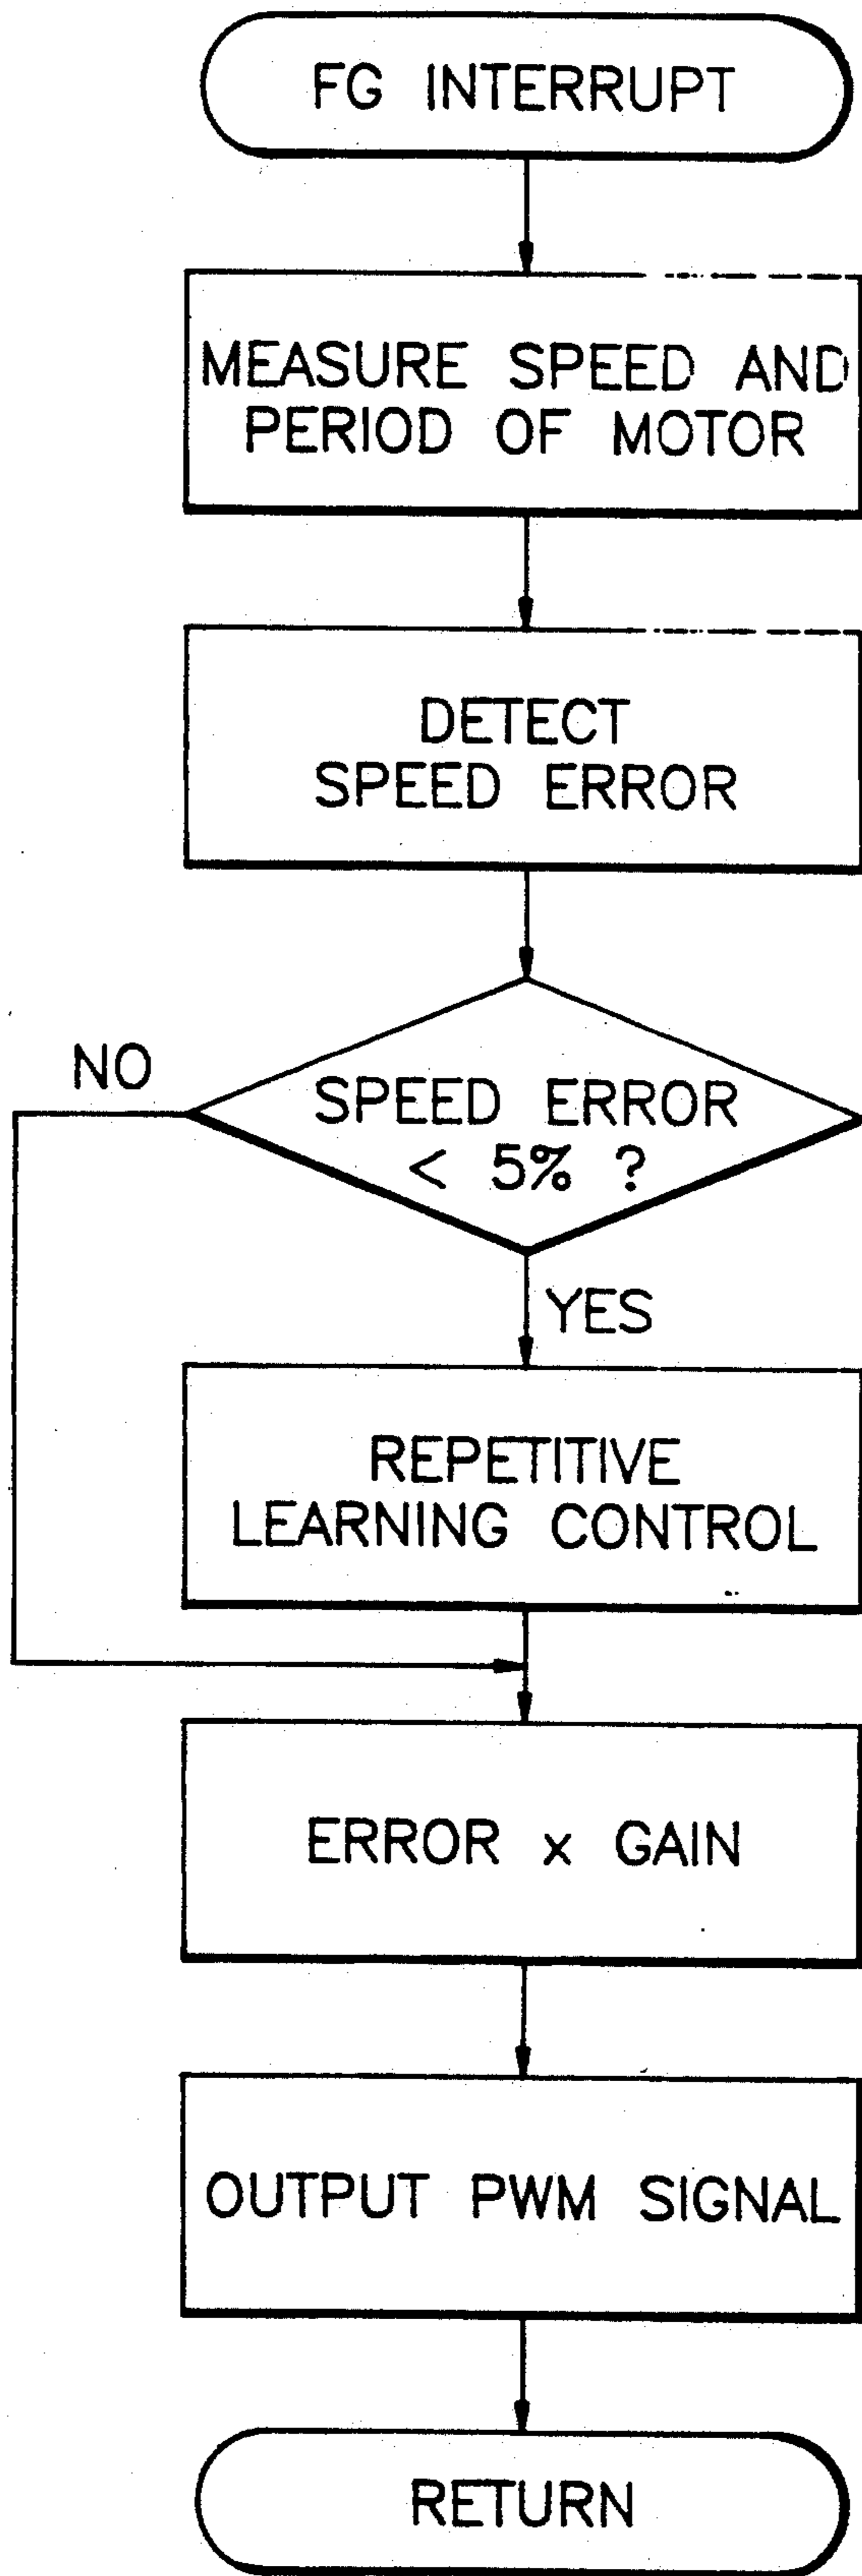 FG INTERRUPT
MEASURE SPEED AND
PERIOD OF MOTOR
DETECT
SPEED ERROR
NO
SPEED ERROR
< 5% ?
YES
REPETITIVE
LEARNING CONTROL
ERROR x GAIN
OUTPUT PWM SIGNAL
RETURN